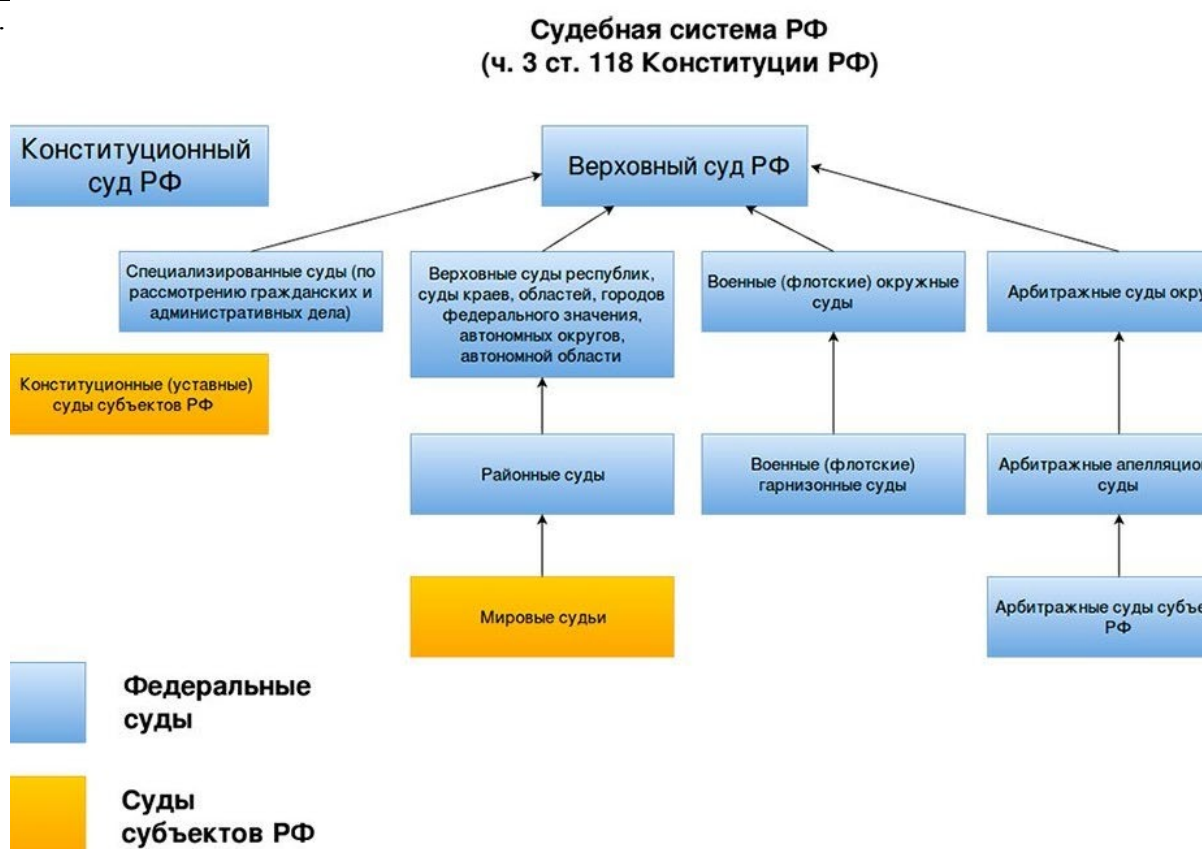 Судебная система РФ
(ч. 3 ст. 118 Конституции РФ)
Конституционный
суд РФ
Верховный суд РФ
Специализированные суды (по
рассмотрению гражданских и
административных дела)
Верховные суды республик,
суды краев, областей, городов
федерального значения,
автономных округов,
автономной области
Военные (флотские) окружные
суды
Арбитражные суды окру
Конституционные (уставные)
суды субъектов РФ
Районные суды
Военные (флотские)
гарнизонные суды
Арбитражные апелляцион
суды
Мировые судьи
Арбитражные суды субъе
РФ
Федеральные
суды
Суды
субъектов РФ